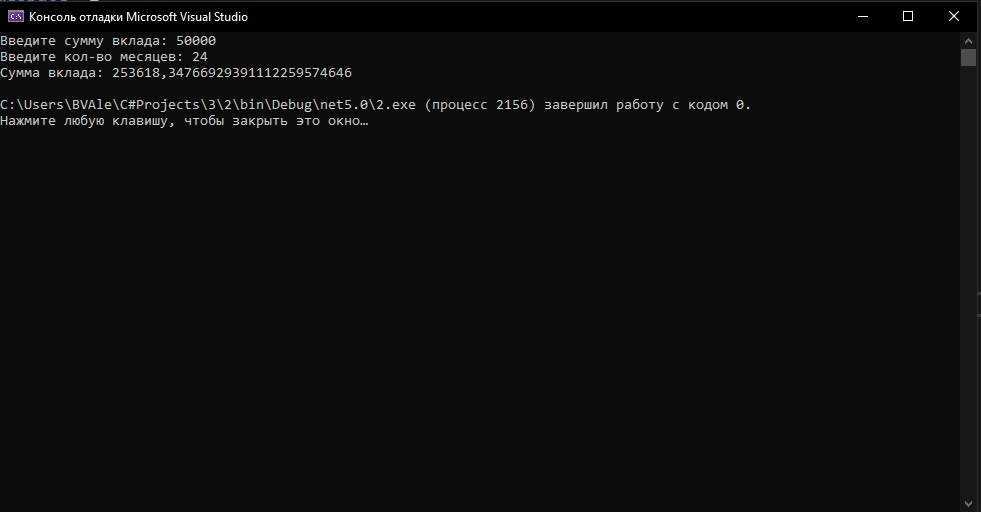 Консоль отладки Microsoft Visual Studio
Введите сумму вклада: 50000
Введите кол-во месяцев: 24
Сумма вклада: 253618,34766929391112259574646
C:\Users\BVAle\C#Projects\3\2\bin\Debug\net5.0\2.exe (процесс 2156) завершил работу с кодом 0.
Нажмите любую клавишу, чтобы закрыть это окно…